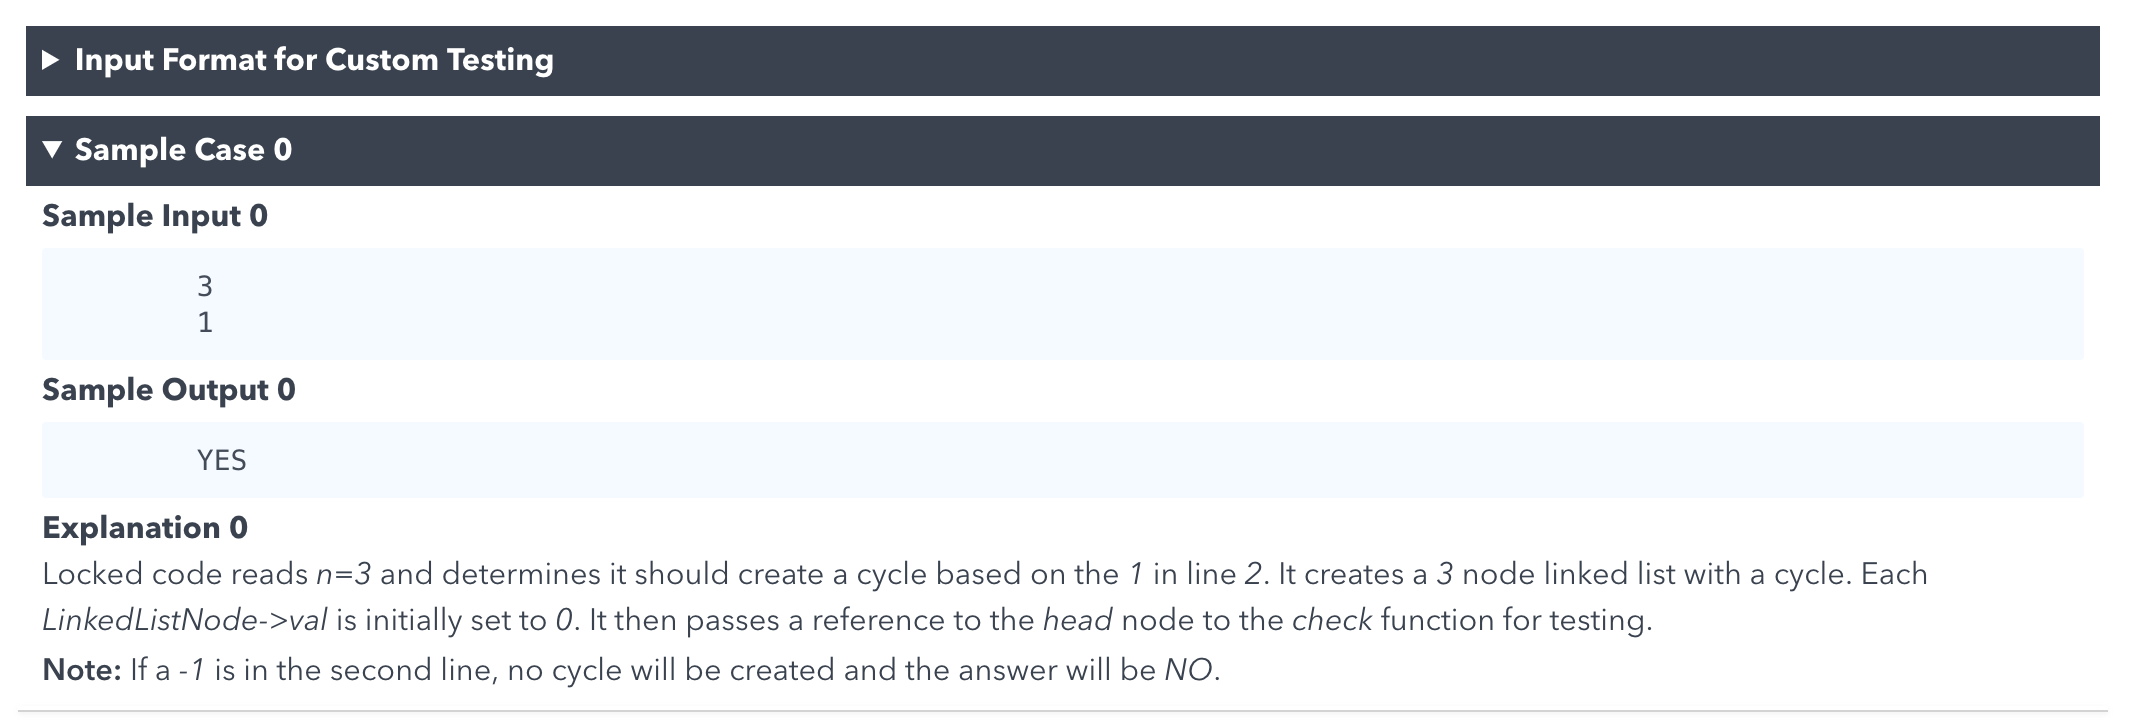 Input Format for Custom Testing
Sample Case 0
Sample Input 0
3
1
Sample Output 0
YES
Explanation 0
Locked code reads n=3 and determines it should create a cycle based on the 1 in line 2. It creates a 3 node linked list with a cycle. Each
LinkedListNode->val is initially set to 0. It then passes a reference to the head node to the check function for testing.
Note: If a -1 is in the second line, no cycle will be created and the answer will be NO.